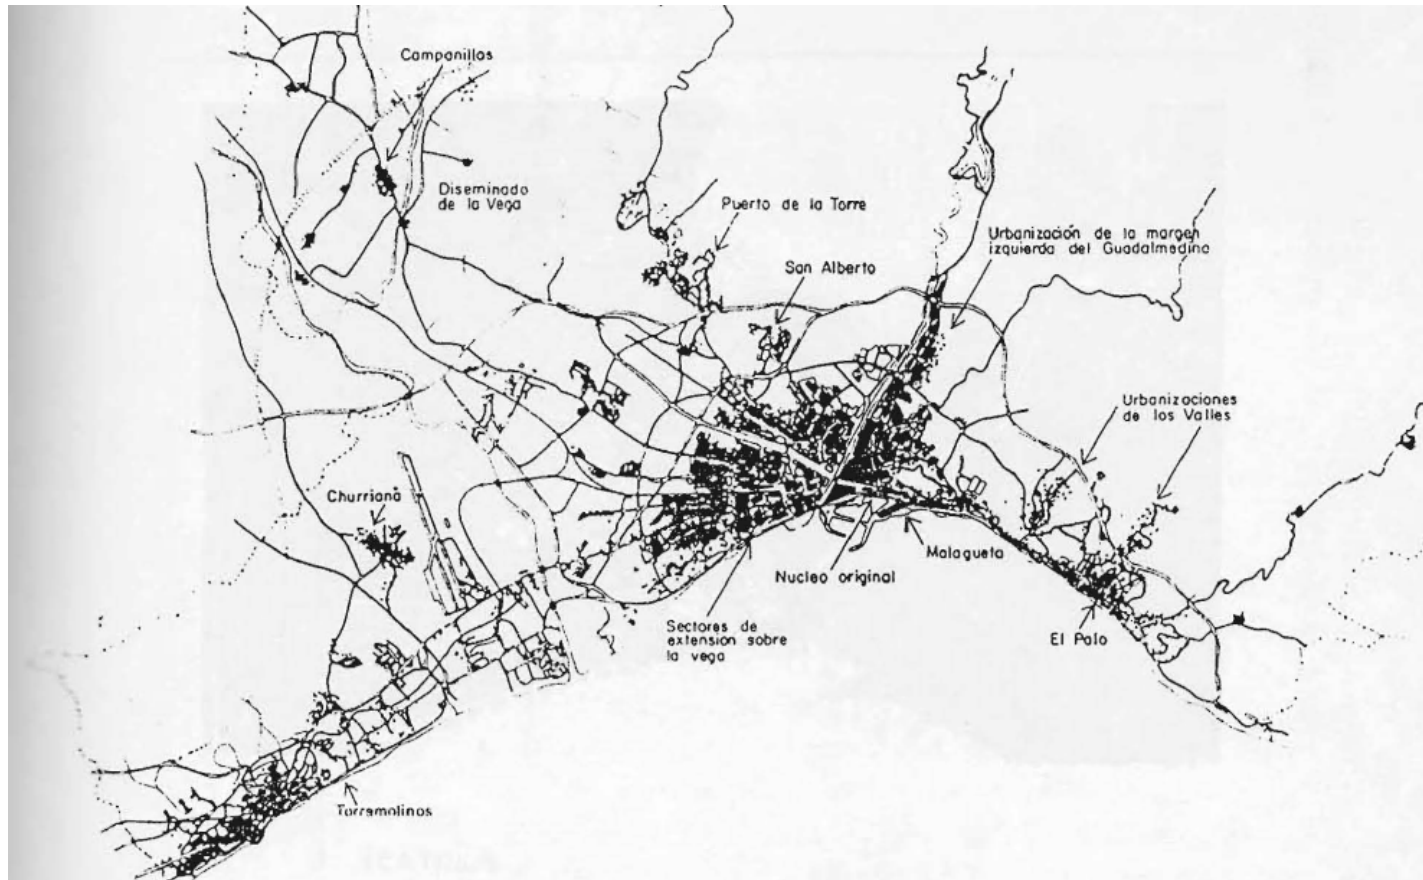 Campanillas
Diseminado
de la Vega
Puerto de la Torre
San Alberto
Urbanización de la margen
izquierda del Guadalmedina
Urbanizaciones
de los Valles
Churriana
Malagueta
Nucleo original
Sectores de
extensión sobre
la vega
El Palo
Torremolinos